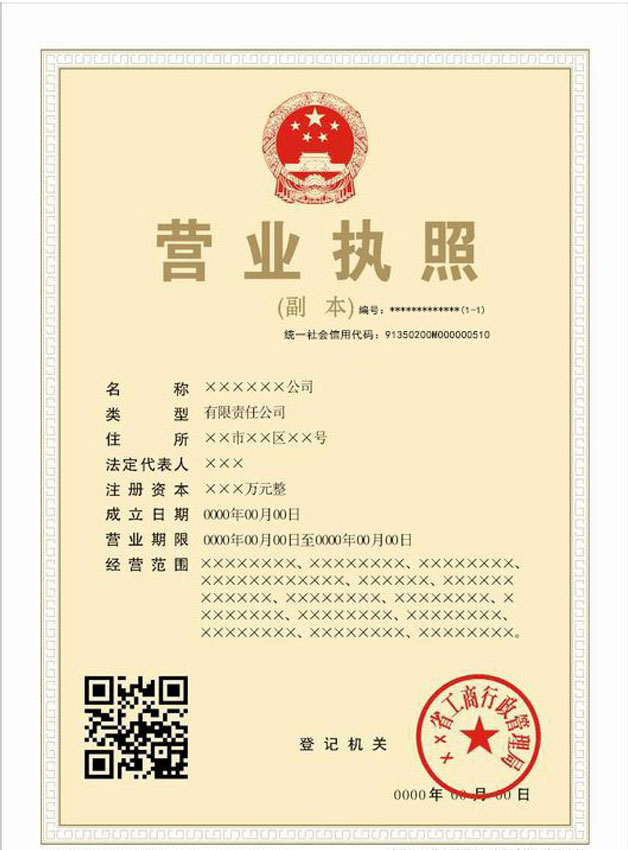 营业执照
(副 本) 编号：*************(1-1)
统一社会信用代码：91350200M000000510
名 称 ××××××公司
类 型 有限责任公司
住 所 ××市××区××号
法定代表人 ×××
注 册 资 本 ×××万元整
成 立 日 期 0000年00月00日
营 业 期 限 0000年00月00日至0000年00月00日
经 营 范 围 ××××××××、××××××××、××××××××、
××××××××××××、××××××、××××××
××××××、××××××××、××××××××、×
××××××、××××××××、××××××××、
××××××××、××××××××、××××××××。
××省工商行政管理局
登 记 机 关
0000年 00 月 00 日